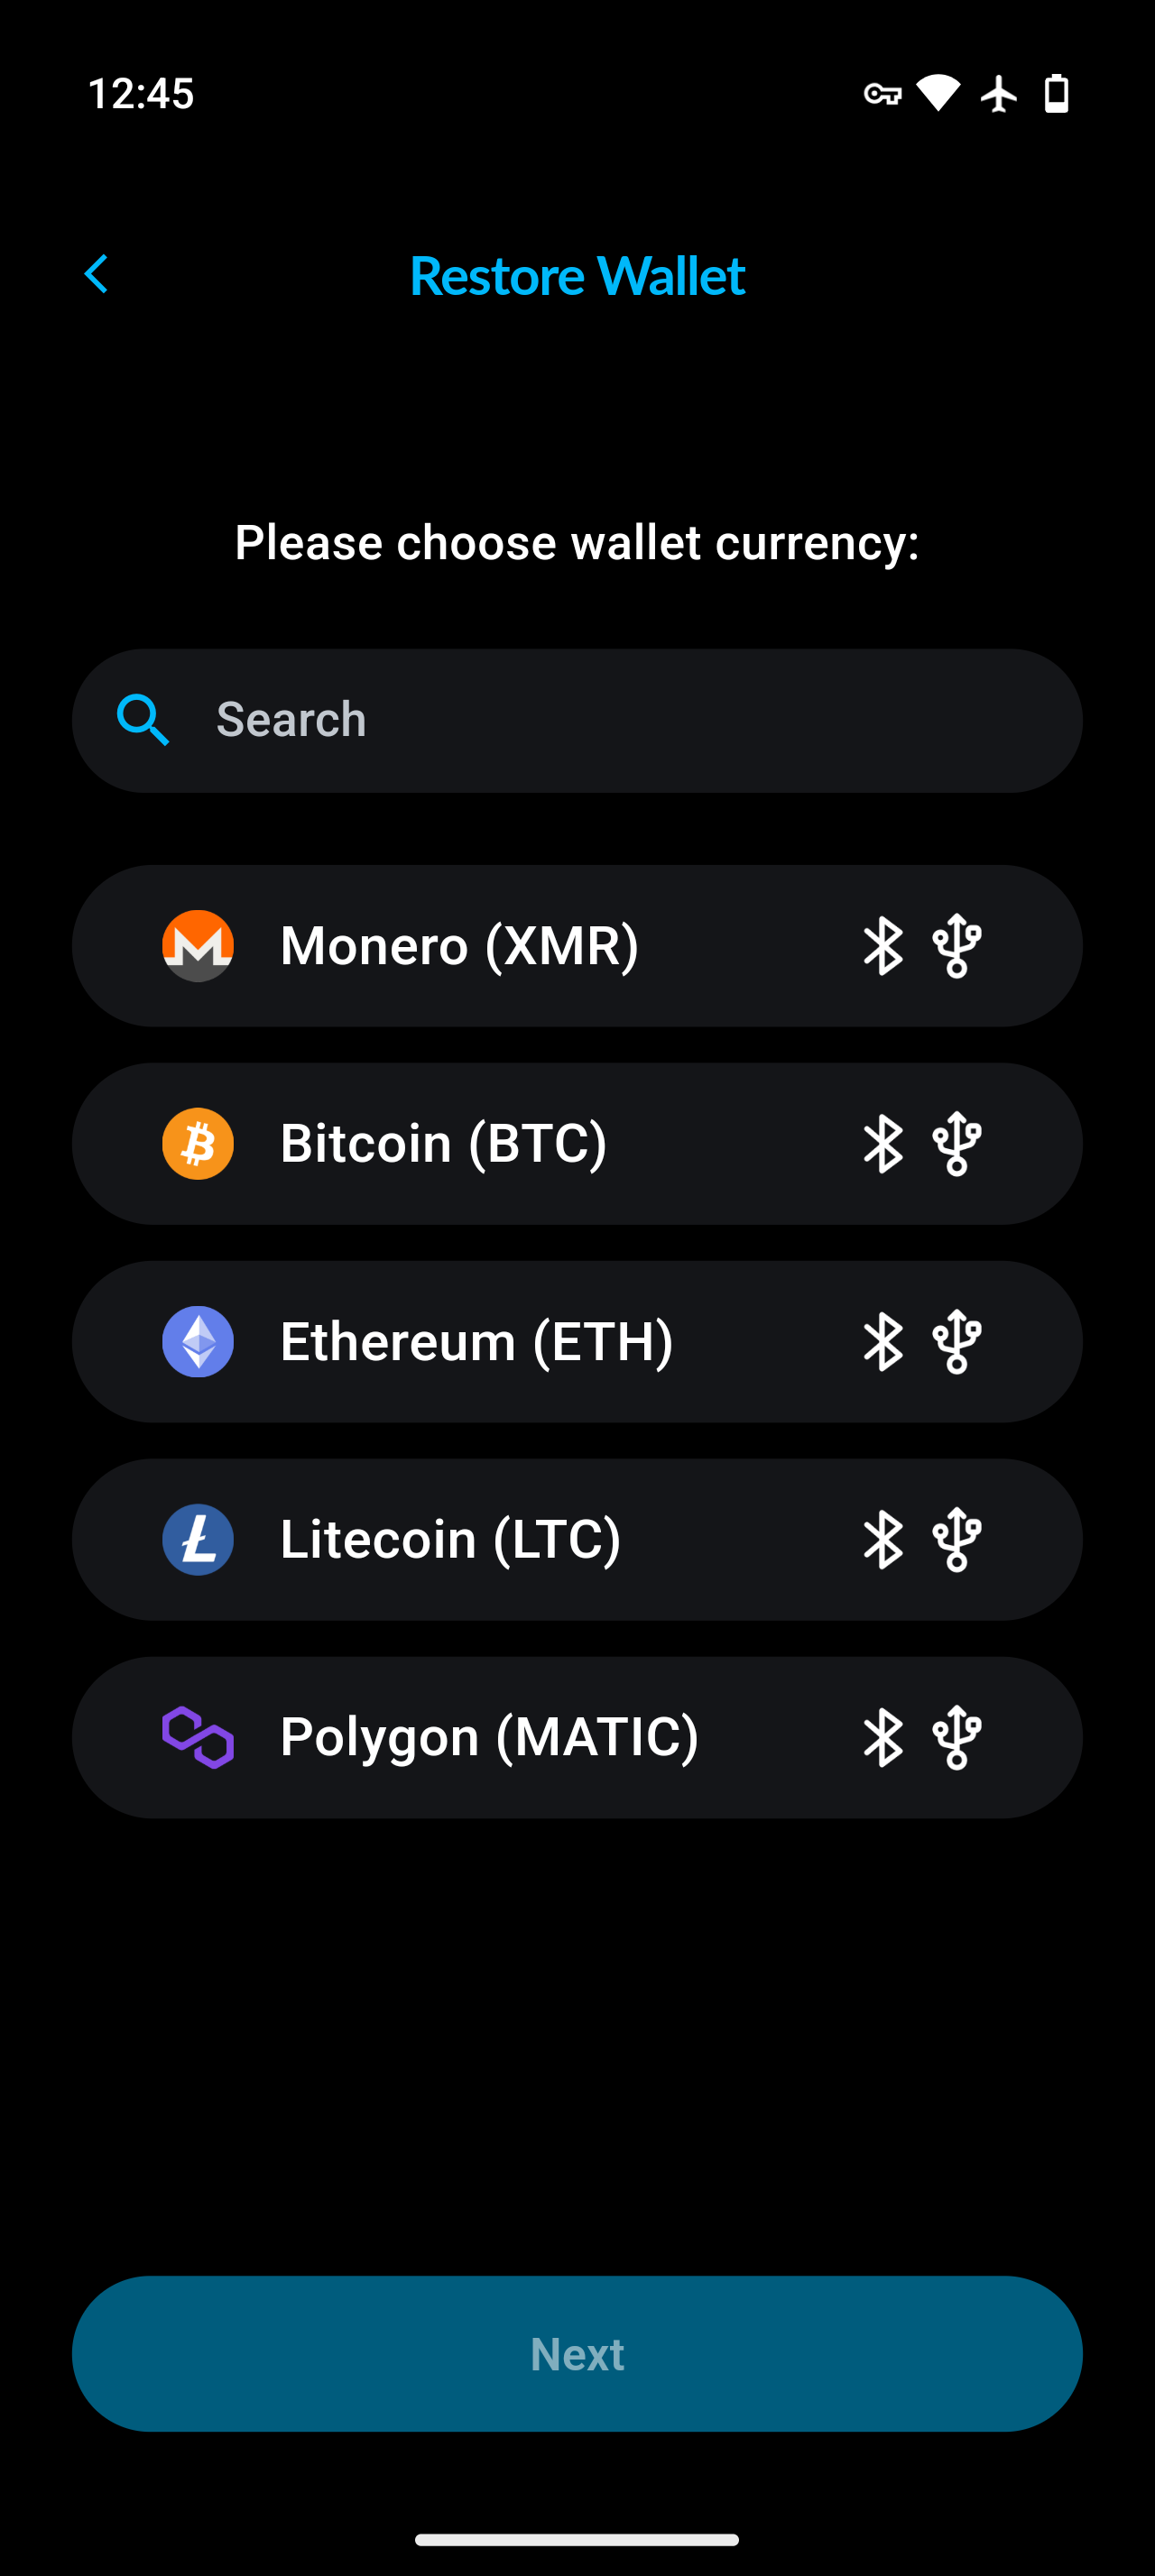 12:45
Restore Wallet
Please choose wallet currency:
Search
Monero (XMR)
Bitcoin (BTC)
Ethereum (ETH)
Litecoin (LTC)
Polygon (MATIC)
Next